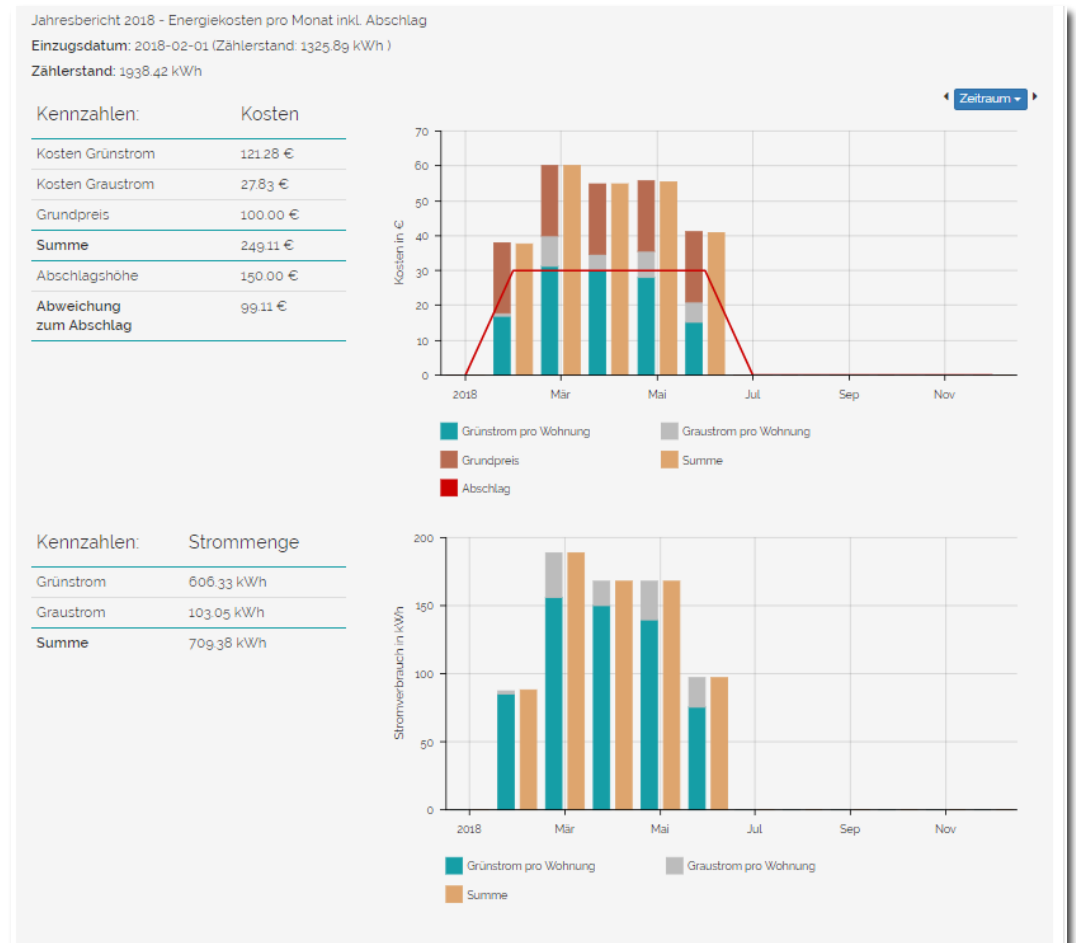 Jahresbericht 2018 - Energiekosten pro Monat inkl. Abschlag
Einzugsdatum: 2018-02-01 (Zählerstand: 1325.89 kWh )
Zählerstand: 1938.42 kWh
Zeitraum
Kennzahlen: Kosten
Kosten Grünstrom 121.28 €
Kosten Graustrom 27.83 €
Grundpreis 100.00 €
Summe 249.11 €
Abschlagshöhe 150.00 €
Abweichung 99.11 €
zum Abschlag
Kosten in €
70
60
50
40
30
20
10
0
2018 Mär Mai Jul Sep Nov
Grünstrom pro Wohnung Graustrom pro Wohnung
Grundpreis Summe
Abschlag
Kennzahlen: Strommenge
Grünstrom 606.33 kWh
Graustrom 103.05 kWh
Summe 709.38 kWh
Stromverbrauch in kWh
200
150
100
50
0
2018 Mär Mai Jul Sep Nov
Grünstrom pro Wohnung Graustrom pro Wohnung
Summe